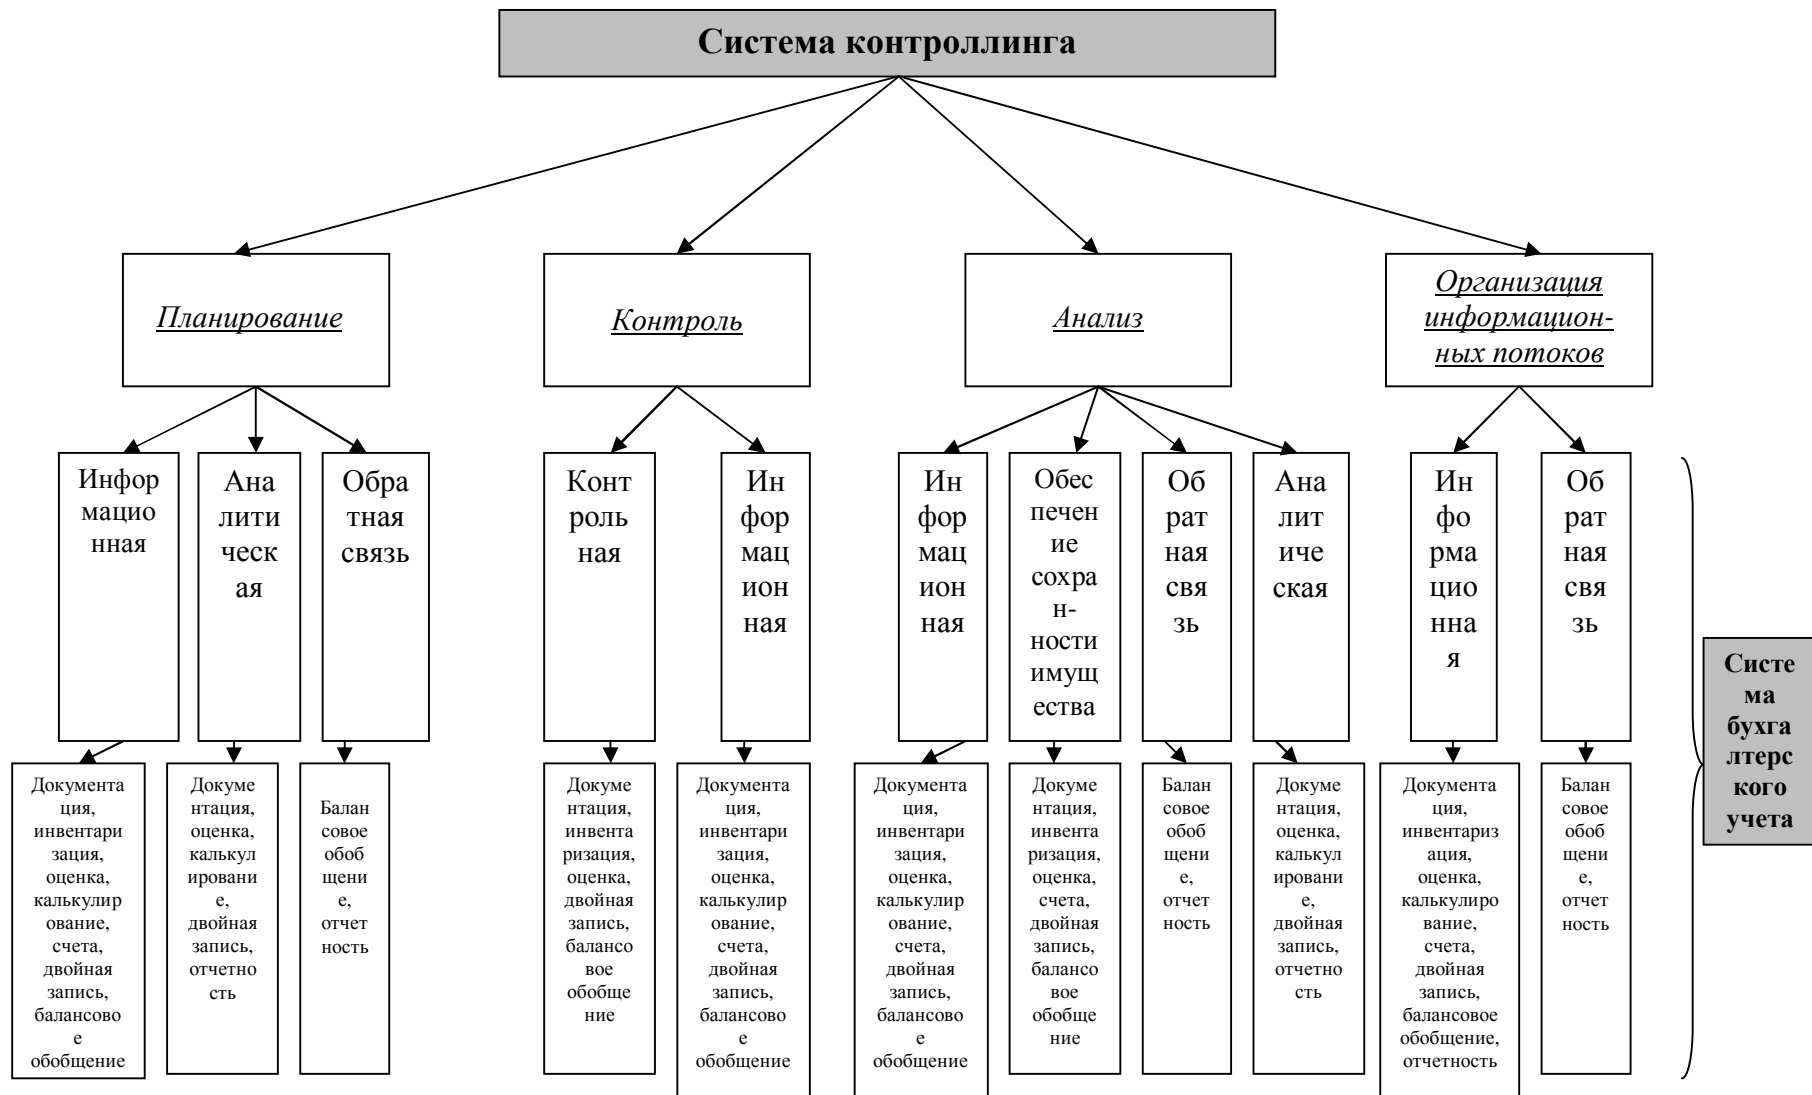 Система контроллинга
Планирование
Контроль
Анализ
Организация
информацион-
ных потоков
Инфор
мацио
нная
Ана
лити
ческ
ая
Обра
тная
связь
Конт
роль
ная
Ин
фор
мац
ион
ная
Ин
фор
мац
ион
ная
Обес
печен
ие
сохра
н-
ности
имущ
ества
Об
рат
ная
свя
зь
Ана
лит
иче
ская
Ин
фо
рма
цио
нна
я
Об
рат
ная
свя
зь
Систе
ма
бухга
лтерс
кого
учета
Документа
ция,
инвентари
зация,
оценка,
калькулир
ование,
счета,
двойная
запись,
балансово
е
обобщение
Докуме
нтация,
оценка,
калькул
ировани
е,
двойная
запись,
отчетно
сть
Балан
совое
обоб
щени
е,
отчет
ность
Докуме
нтация,
инвента
ризация,
оценка,
двойная
запись,
балансо
вое
обобще
ние
Документа
ция,
инвентари
зация,
оценка,
калькулир
ование,
счета,
двойная
запись,
балансово
е
обобщение
Документа
ция,
инвентари
зация,
оценка,
калькулир
ование,
счета,
двойная
запись,
балансово
е
обобщение
Докуме
нтация,
инвента
ризация,
оценка,
счета,
двойная
запись,
балансо
вое
обобще
ние
Балан
совое
обоб
щени
е,
отчет
ность
Докуме
нтация,
оценка,
калькул
ировани
е,
двойная
запись,
отчетно
сть
Документа
ция,
инвентариз
ация,
оценка,
калькулиро
вание,
счета,
двойная
запись,
балансовое
обобщение,
отчетность
Балан
совое
обоб
щени
е,
отчет
ность